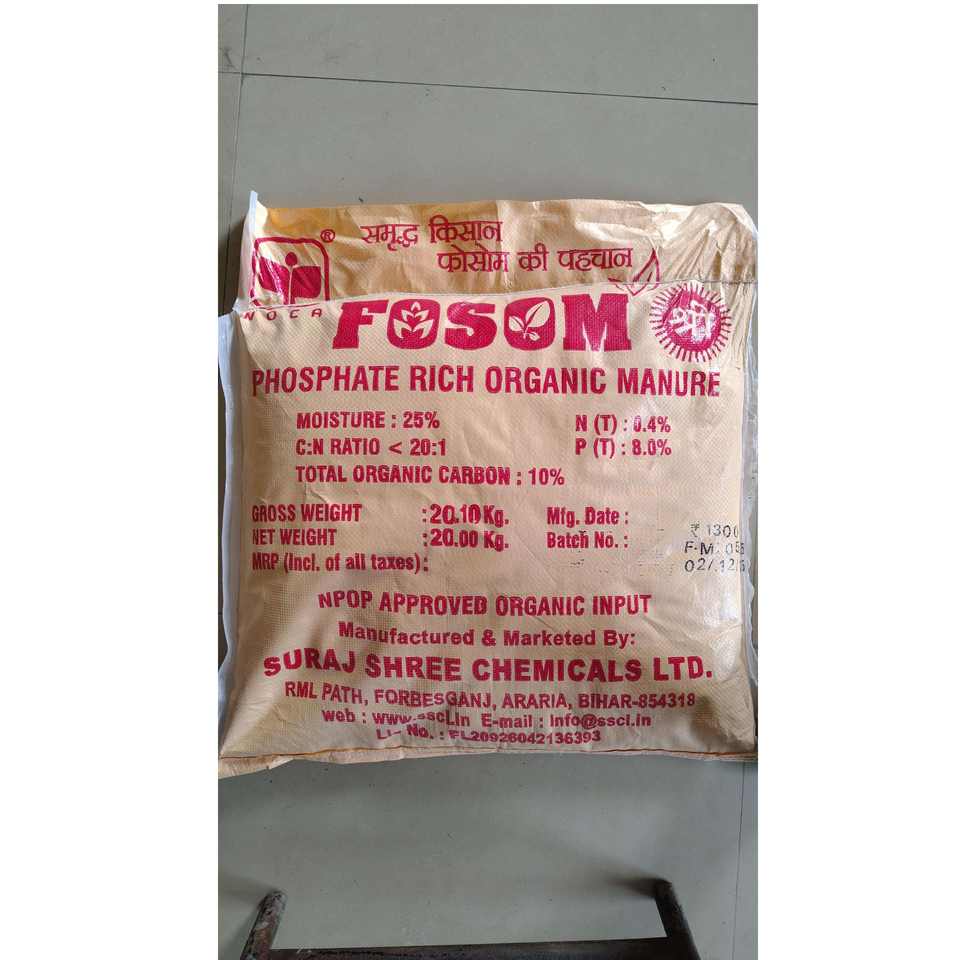 समृद्ध किसान
फोसोम की पहचान
®
NOCA
FOSOM
श्री
PHOSPHATE RICH ORGANIC MANURE
MOISTURE : 25% N (T) : 0.4%
C:N RATIO < 20:1 P (T) : 8.0%
TOTAL ORGANIC CARBON : 10%
GROSS WEIGHT :20.10 Kg. Mfg. Date :
NET WEIGHT :20.00 Kg. Batch No. :
MRP (Incl. of all taxes):
₹ 1300
NPOP APPROVED ORGANIC INPUT
Manufactured & Marketed By:
SURAJ SHREE CHEMICALS LTD.
RML PATH, FORBESGANJ, ARARIA, BIHAR-854318
web : www.sscl.in E-mail : Info@sscl.in
No. : FL20926042136393